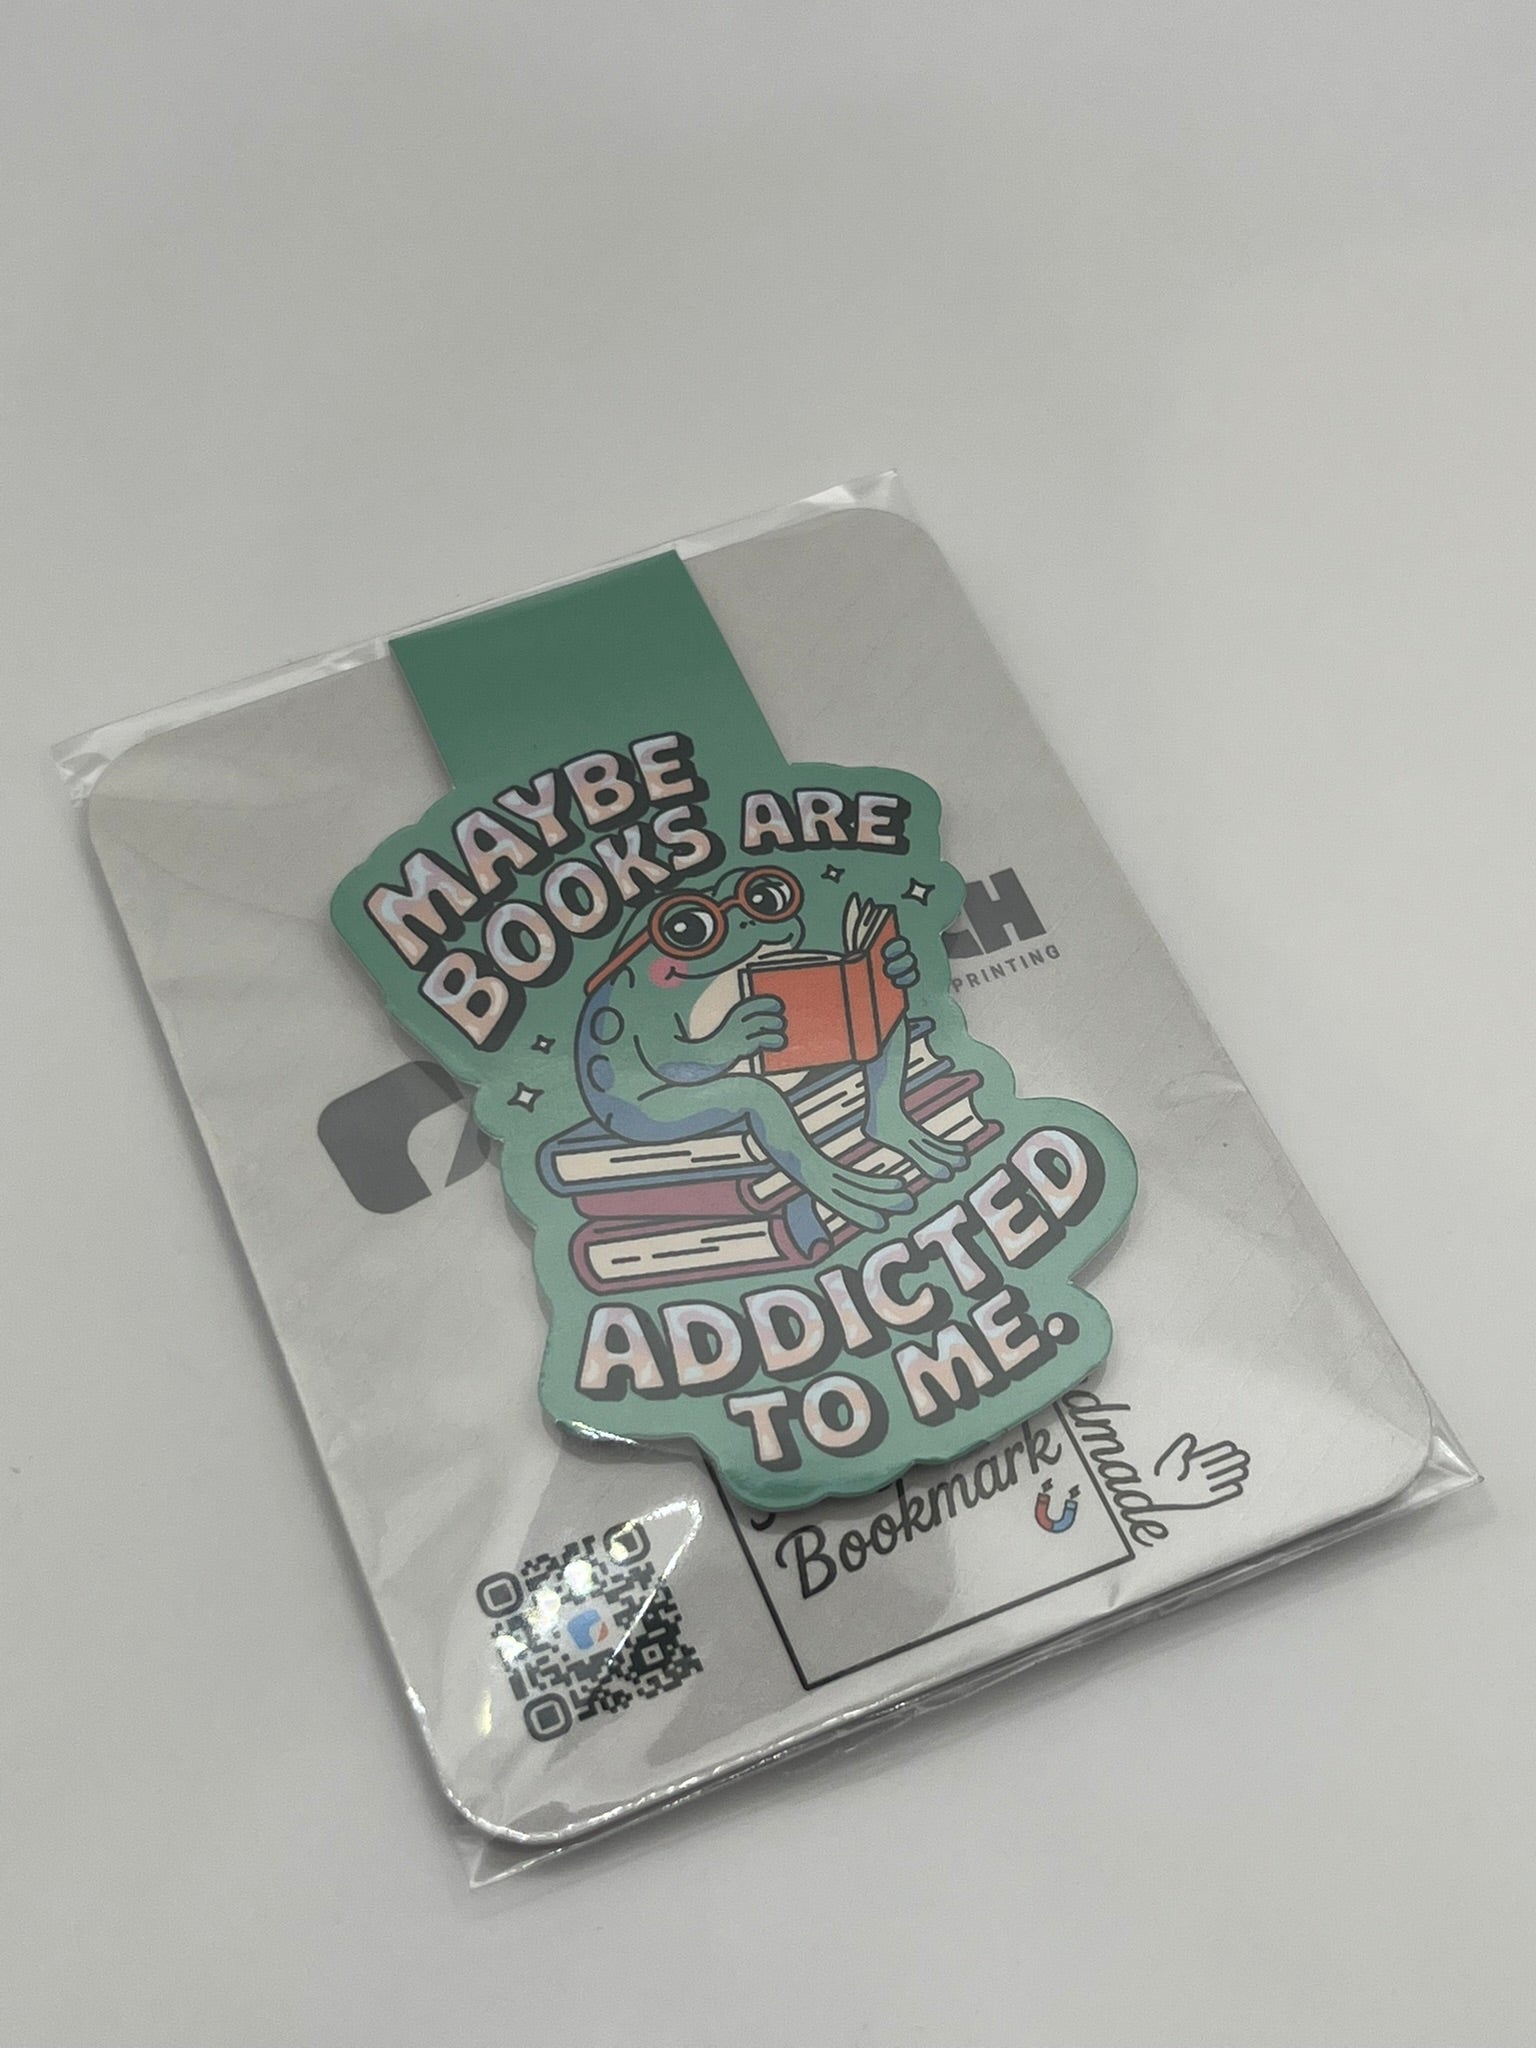 MAYBE
BOOKS ARE
ADDICTED
TO ME.
PRINTING
Bookmark